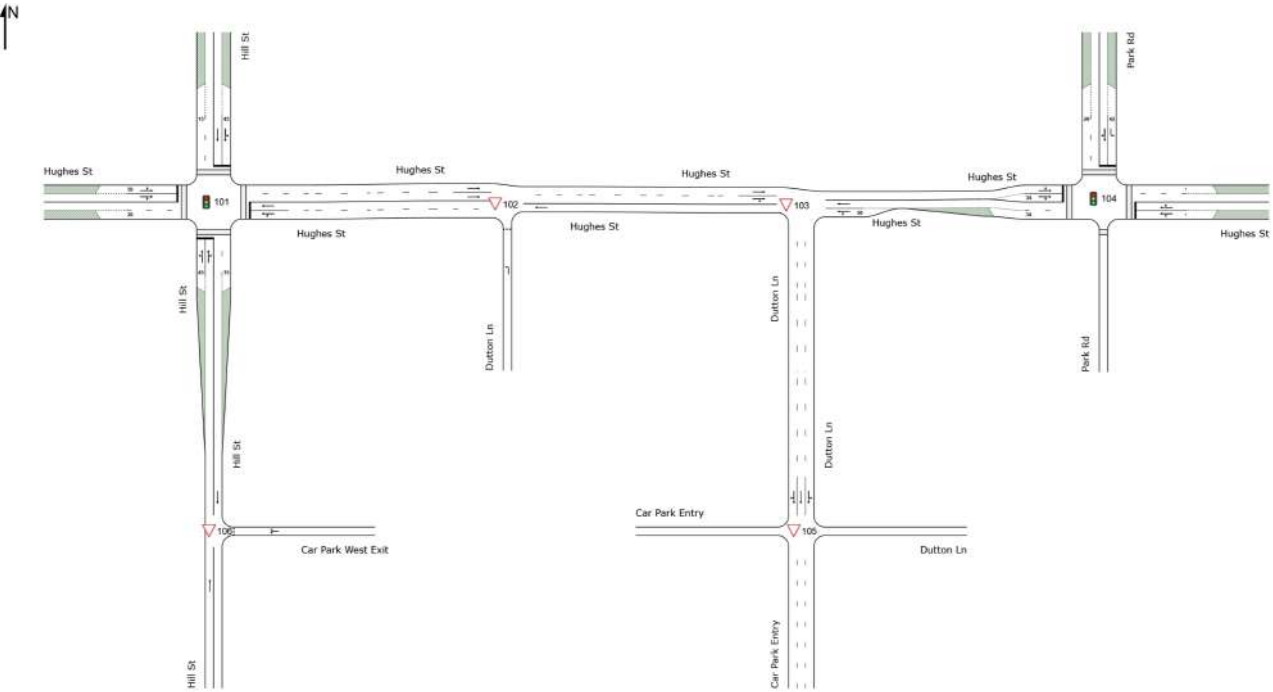 N
Hill St
Park Rd
Hughes St
Hughes St
Hughes St
Hughes St
101
102
103
104
Hughes St
Hughes St
Hughes St
Hughes St
Hill St
Dutton Ln
Dutton Ln
Park Rd
Hill St
Dutton Ln
Car Park Entry
106
105
Car Park West Exit
Dutton Ln
Hill St
Car Park Entry